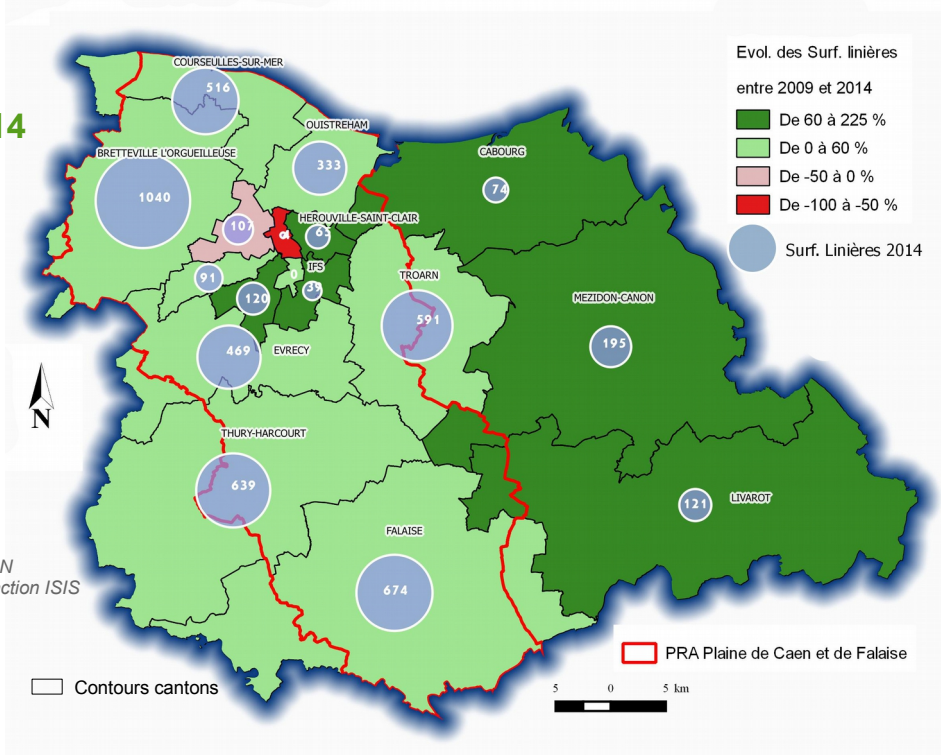 14
COURSEULLES-SUR-MER
516
OUISTREHAM
333
BRETTEVILLE L'ORGUEILLEUSE
1040
CABOURG
74
107
HEROUVILLE-SAINT-CLAIR
63
91
IFS
0
39
120
TROARN
591
MEZIDON-CANON
195
469
EVRECY
THURY-HARCOURT
639
LIVAROT
121
FALAISE
674
Evol. des Surf. linières
entre 2009 et 2014
De 60 à 225 %
De 0 à 60 %
De -50 à 0 %
De -100 à -50 %
Surf. Linières 2014
N
N
ction ISIS
Contours cantons
PRA Plaine de Caen et de Falaise
5 0 5 km